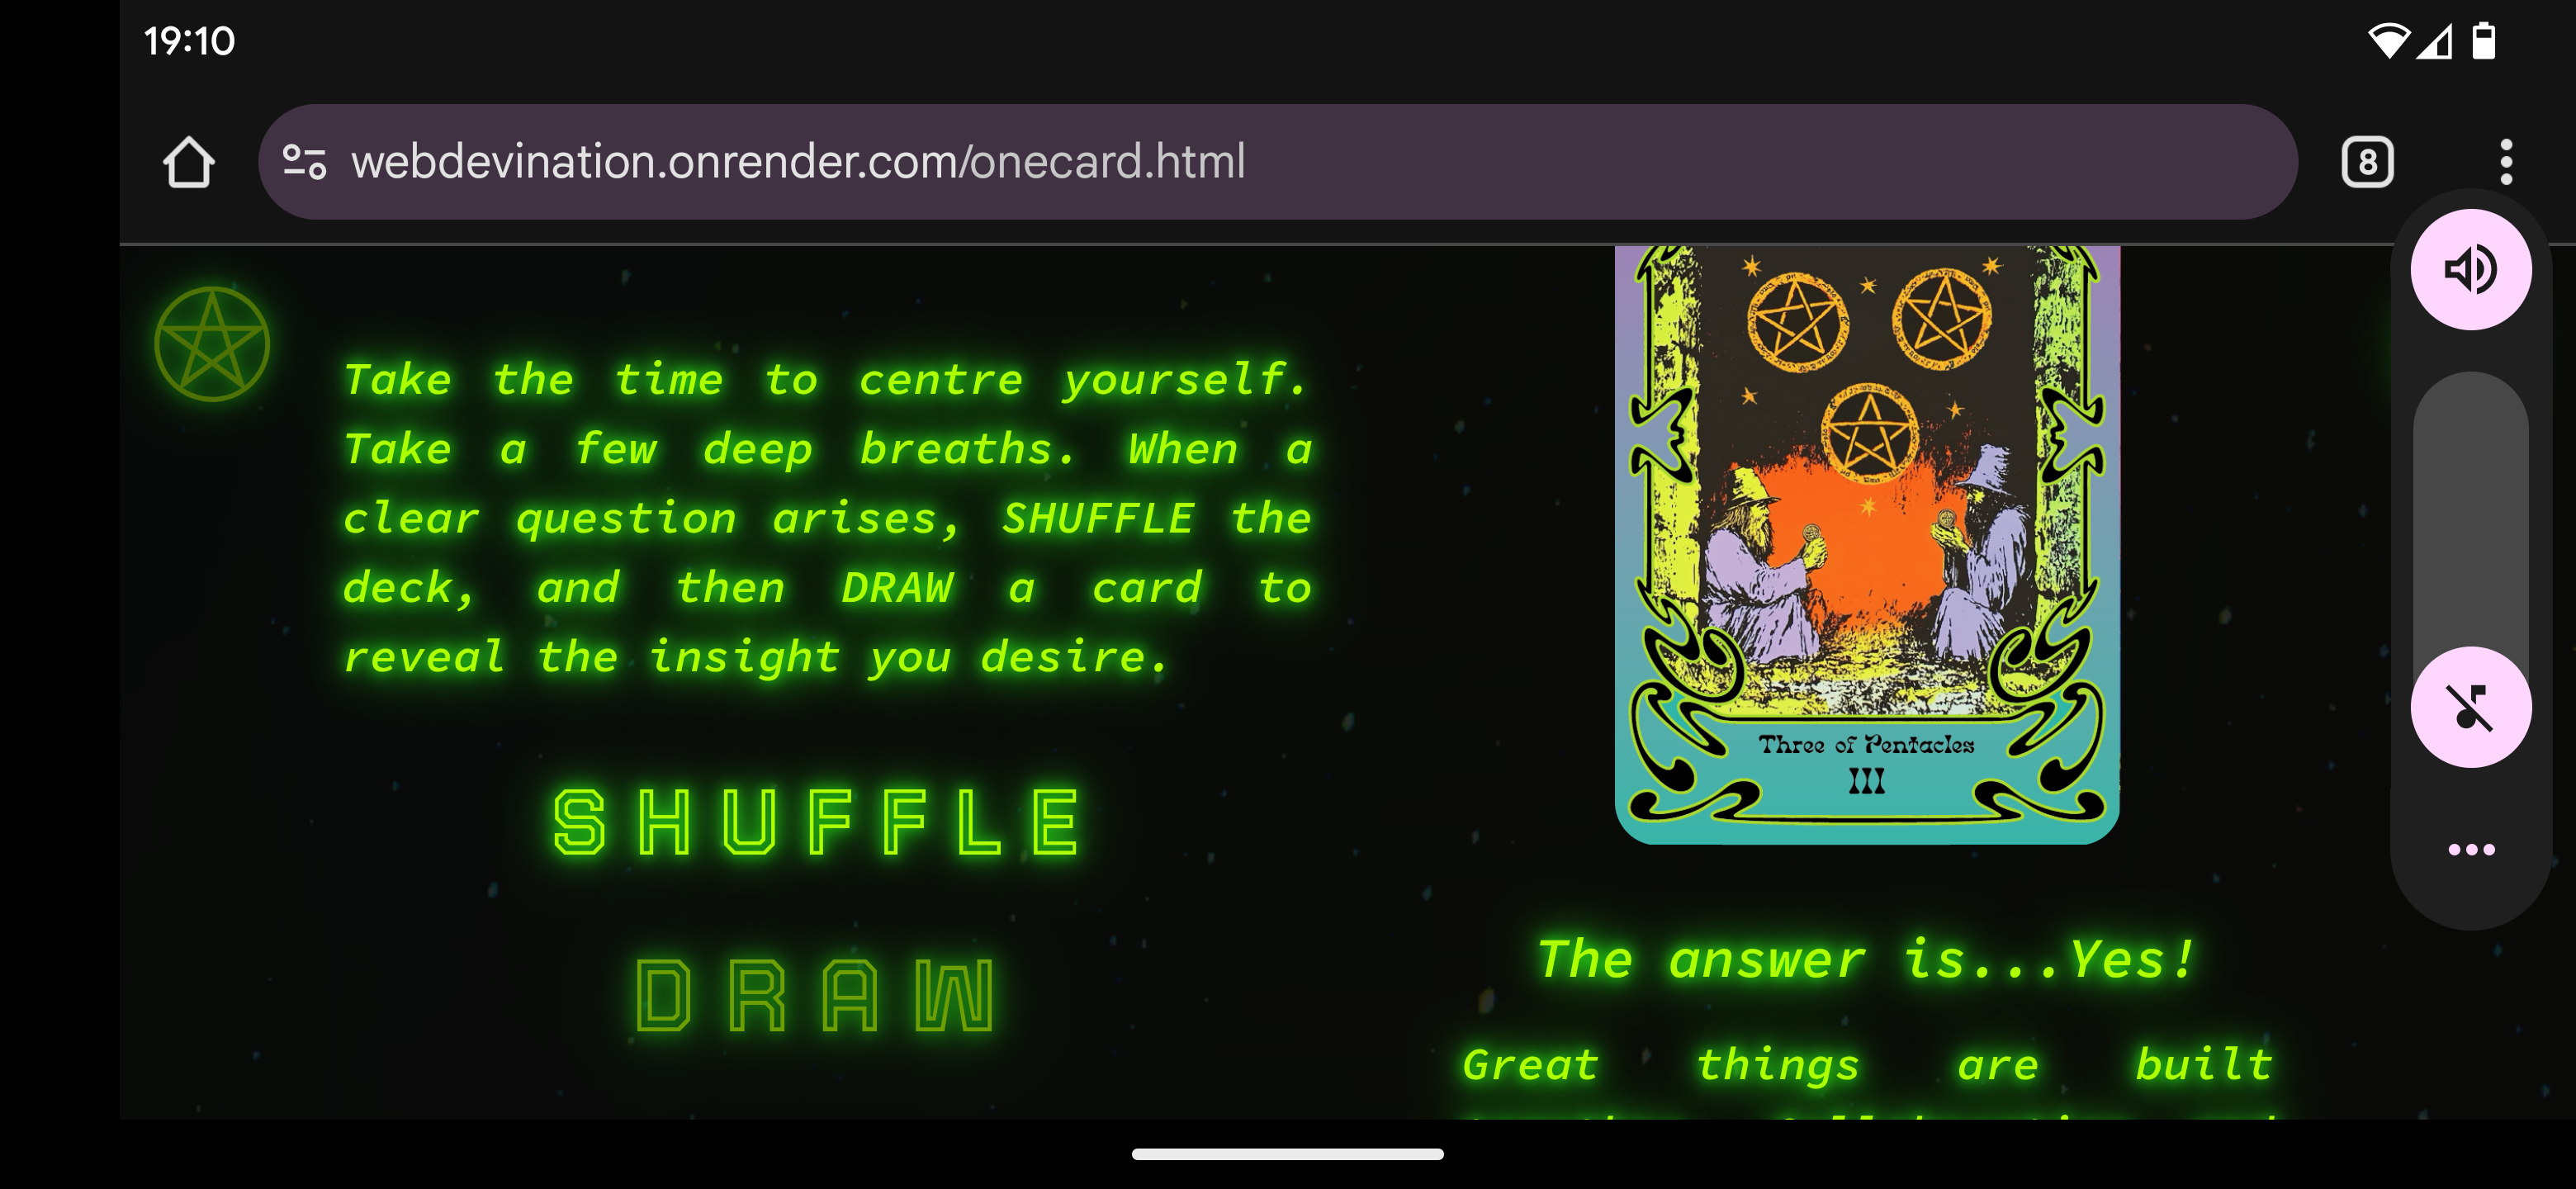 19:10
webdevination.onrender.com/onecard.html
8
Take the time to centre yourself.
Take a few deep breaths. When a
clear question arises, SHUFFLE the
deck, and then DRAW a card to
reveal the insight you desire.
SHUFFLE
DRAW
Three of Pentacles
III
The answer is...Yes!
Great things are built